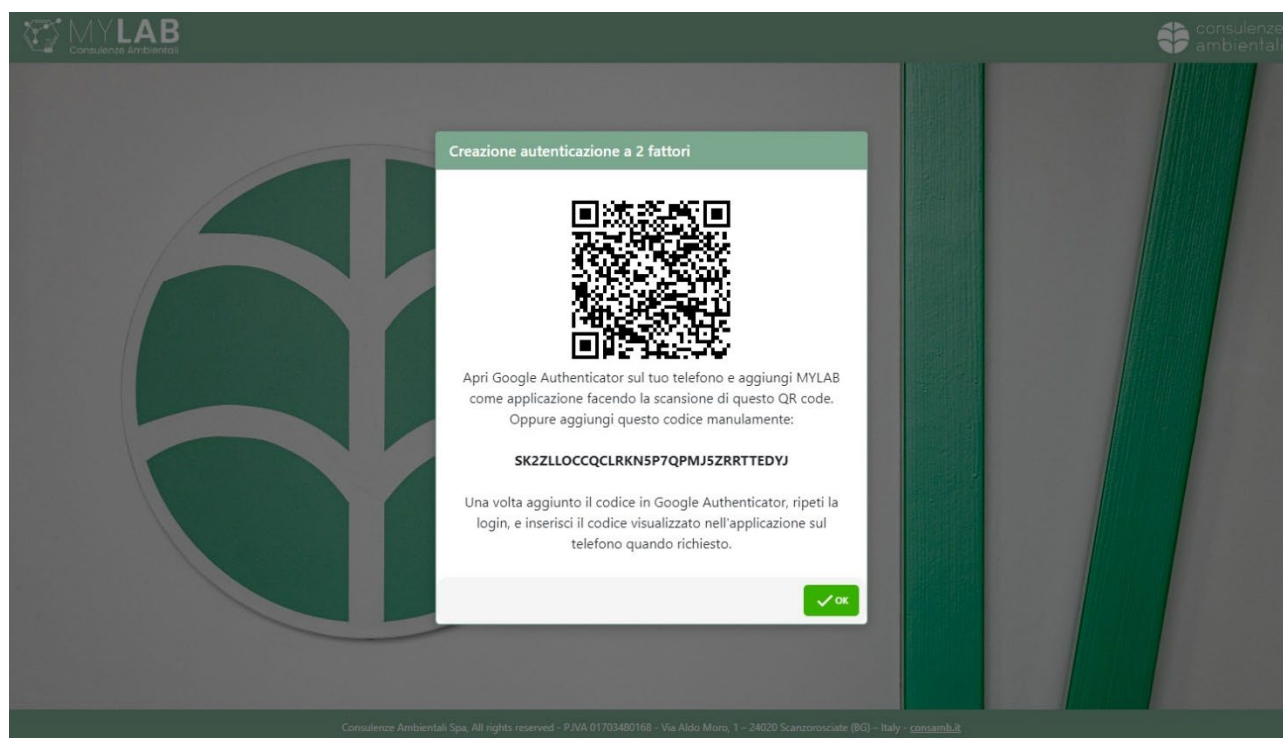 MYLAB
Consulenze Ambientali
consulenze
ambientali
Creazione autenticazione a 2 fattori
Apri Google Authenticator sul tuo telefono e aggiungi MYLAB
come applicazione facendo la scansione di questo QR code.
Oppure aggiungi questo codice manulamente:
SK2ZLLOCCQCLRKN5P7QPMJ5ZRRTTEDYJ
Una volta aggiunto il codice in Google Authenticator, ripeti la
login, e inserisci il codice visualizzato nell'applicazione sul
telefono quando richiesto.
OK
Consulenze Ambientali Spa, All rights reserved - P.IVA 01703480168 - Via Aldo Moro, 1 – 24020 Scanzorosciate (BG) – Italy - consamb.it